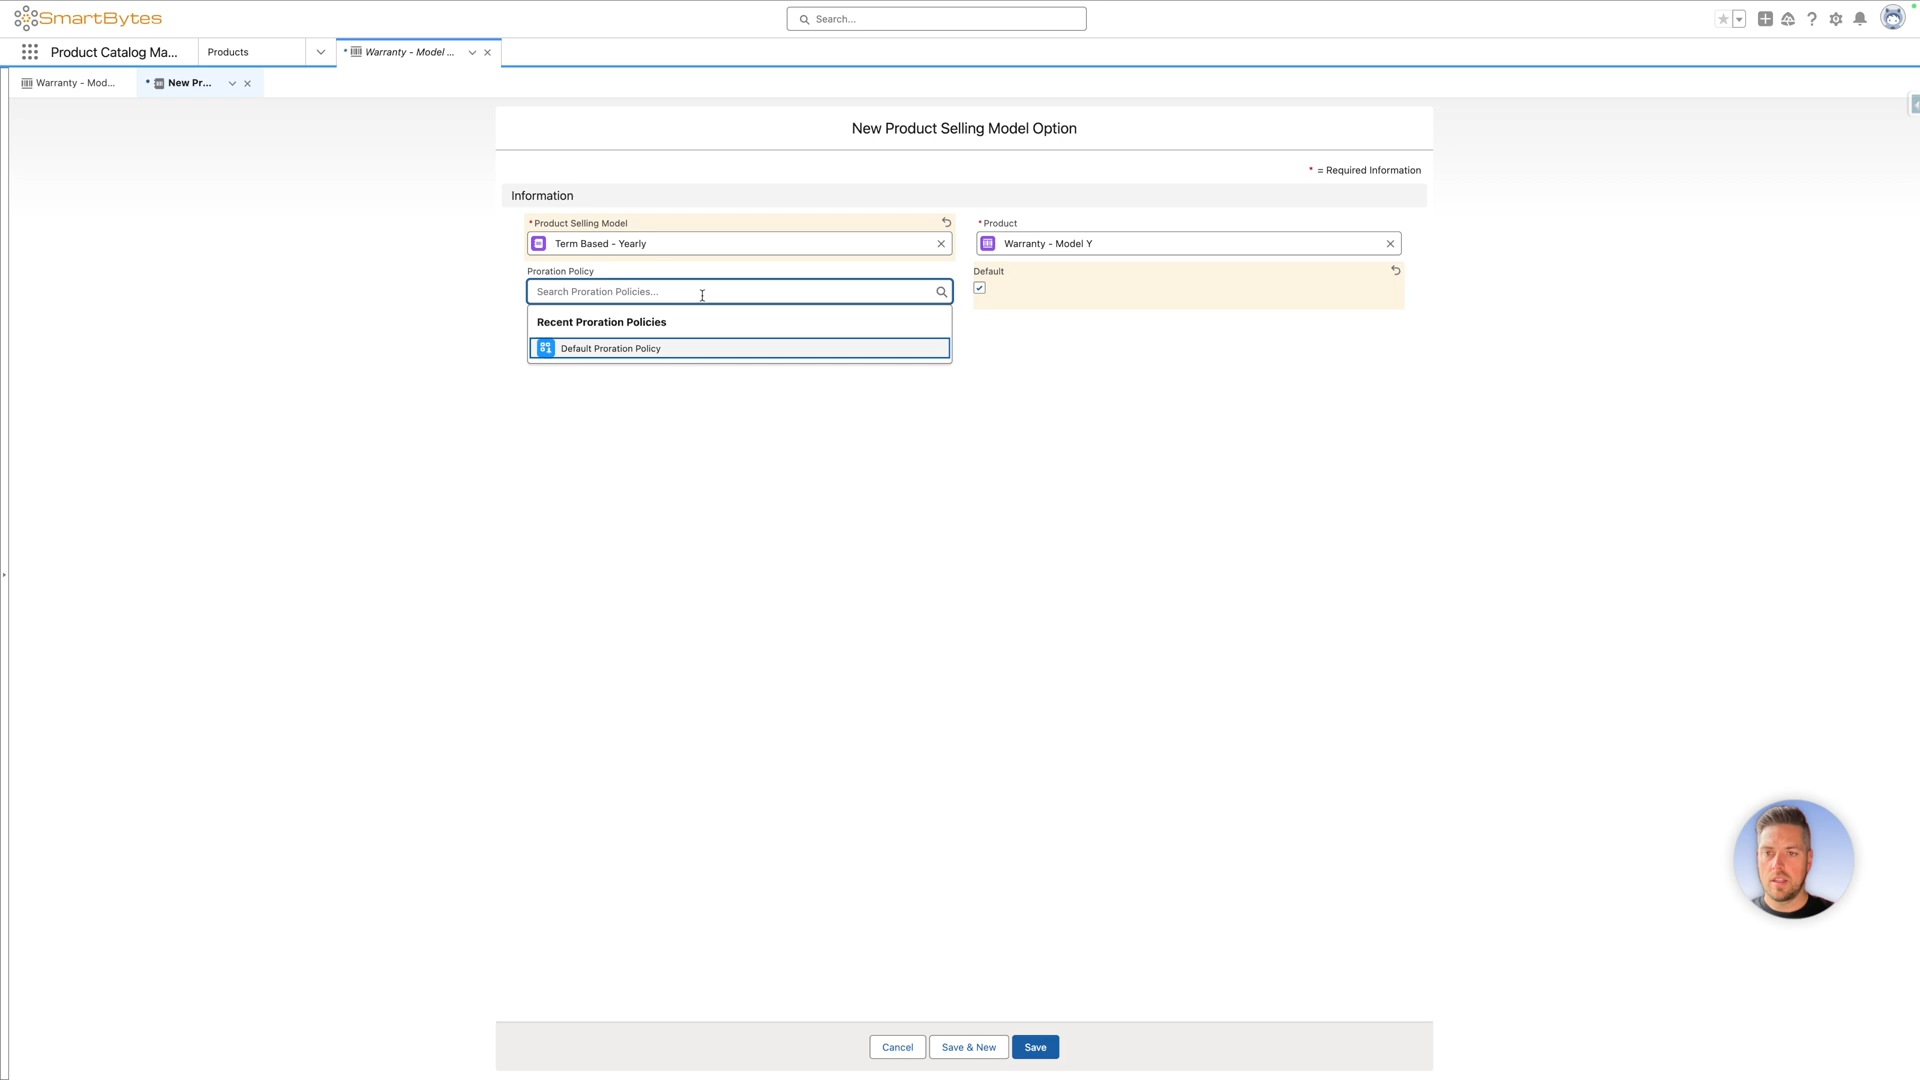 SmartBytes
Search...
Product Catalog Ma...
Products
* Warranty - Model ...
Warranty - Mod...
* New Pr...
New Product Selling Model Option
* = Required Information
Information
*Product Selling Model
Term Based - Yearly
*Product
Warranty - Model Y
Proration Policy
Search Proration Policies...
Default
Recent Proration Policies
Default Proration Policy
Cancel
Save & New
Save